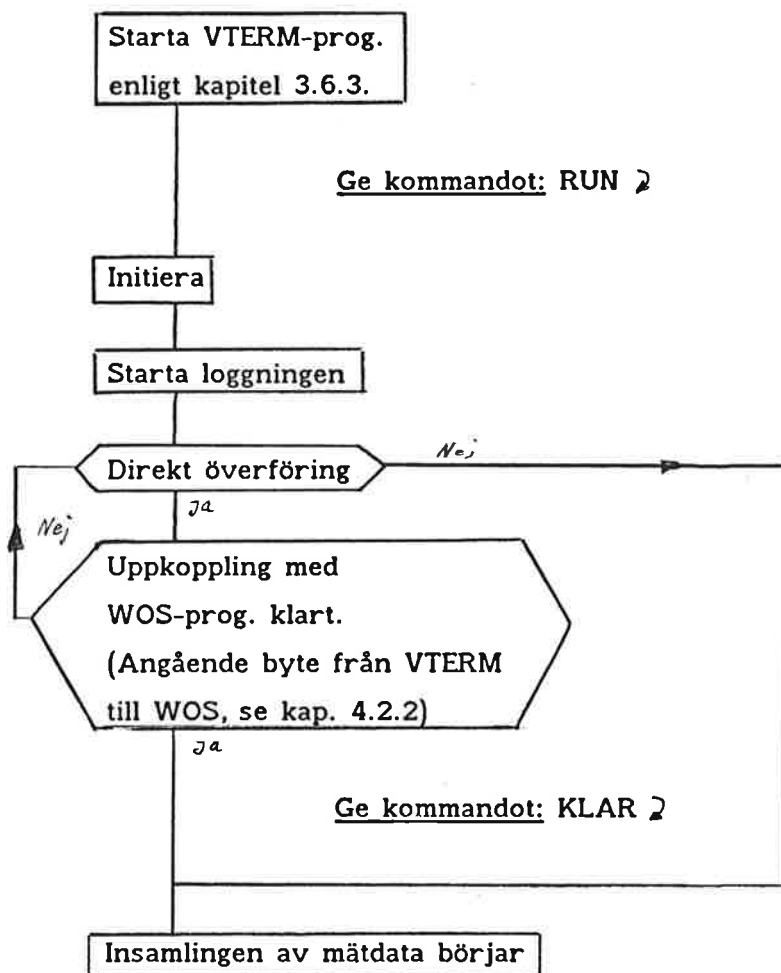 Starta VTERM-prog.
enligt kapitel 3.6.3.
Ge kommandot: RUN
Initiera
Starta loggningen
Direkt överföring
Nej
Ja
Nej
Uppkoppling med
WOS-prog. klart.
(Angående byte från VTERM
till WOS, se kap. 4.2.2)
Ja
Ge kommandot: KLAR
Insamlingen av mätdata börjar